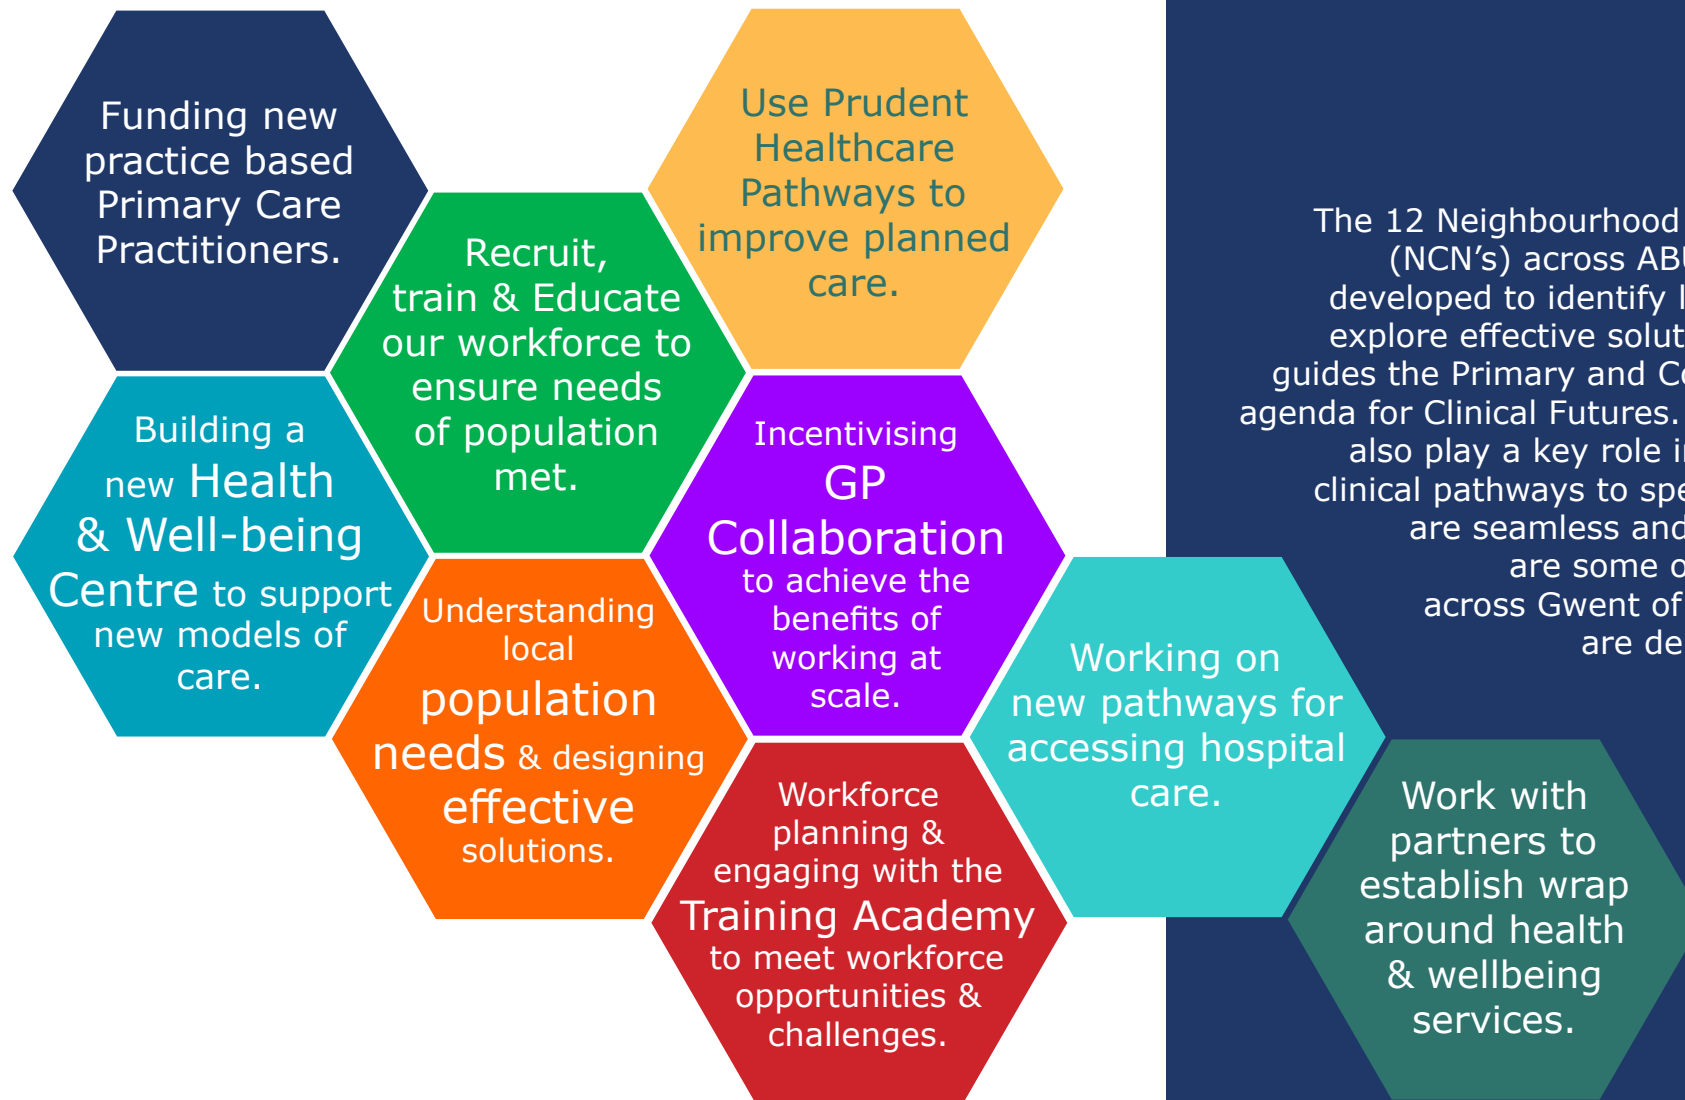 Funding new
practice based
Primary Care
Practitioners.
Use Prudent
Healthcare
Pathways to
improve planned
care.
Recruit,
train & Educate
our workforce to
ensure needs
of population
met.
Building a
new Health
& Well-being
Centre to support
new models of
care.
Incentivising
GP
Collaboration
to achieve the
benefits of
working at
scale.
Understanding
local
population
needs & designing
effective
solutions.
Working on
new pathways for
accessing hospital
care.
Workforce
planning &
engaging with the
Training Academy
to meet workforce
opportunities &
challenges.
Work with
partners to
establish wrap
around health
& wellbeing
services.
The 12 Neighbourhood
(NCN's) across
developed to identify
explore effective
guides the Primary and
agenda for Clinical Futures.
also play a key role
clinical pathways to
are seamless and
are some
across Gwent of
are